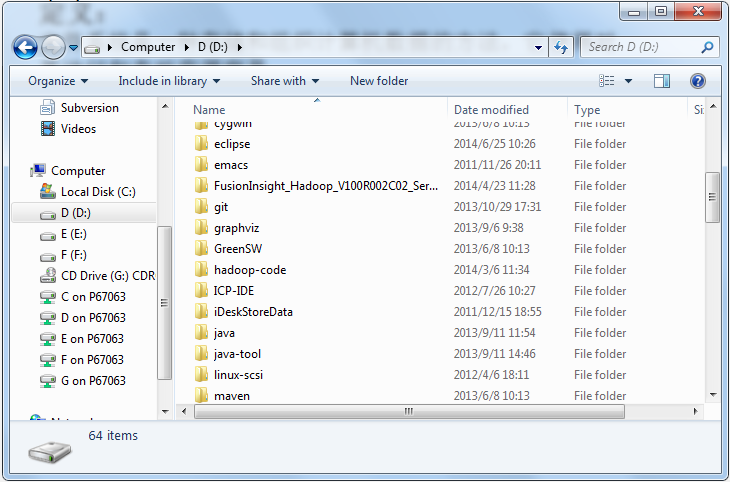 定义：
Computer D (D:) Search D (D:)
Organize Include in library Share with New folder
Name Date modified Type
Subversion
Videos
Computer
Local Disk (C:)
D (D:)
E (E:)
F (F:)
CD Drive (G:) CDR
C on P67063
D on P67063
E on P67063
F on P67063
G on P67063
cygwin 2013/6/8 10:13 File folder
eclipse 2014/6/25 10:26 File folder
emacs 2011/11/26 20:11 File folder
FusionInsight_Hadoop_V100R002C02_Ser... 2014/4/23 11:28 File folder
git 2013/10/29 17:31 File folder
graphviz 2013/9/6 9:38 File folder
GreenSW 2013/6/8 10:13 File folder
hadoop-code 2014/3/6 11:34 File folder
ICP-IDE 2012/7/26 10:27 File folder
iDeskStoreData 2011/12/15 18:55 File folder
java 2013/9/11 11:54 File folder
java-tool 2013/9/11 14:46 File folder
linux-scsi 2012/4/6 18:11 File folder
maven 2013/6/8 10:13 File folder
64 items